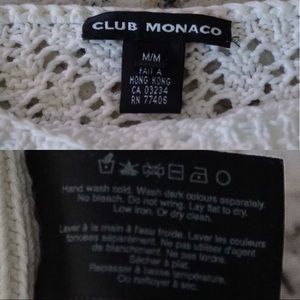 CLUB MONACO
M/M
FAIT A
HONG KONG
CA 03234
RN 77406
Hand wash cold. Wash dark colours separately.
No bleach. Do not wring. Lay flat to dry.
Low iron. Or dry clean.
Laver à la main à l'eau froide. Laver les couleurs
foncées séparément. Ne pas utiliser d'agent
de blanchiment. Ne pas tordre.
Sécher à plat.
Repasser à basse température.
Ou nettoyer à sec.